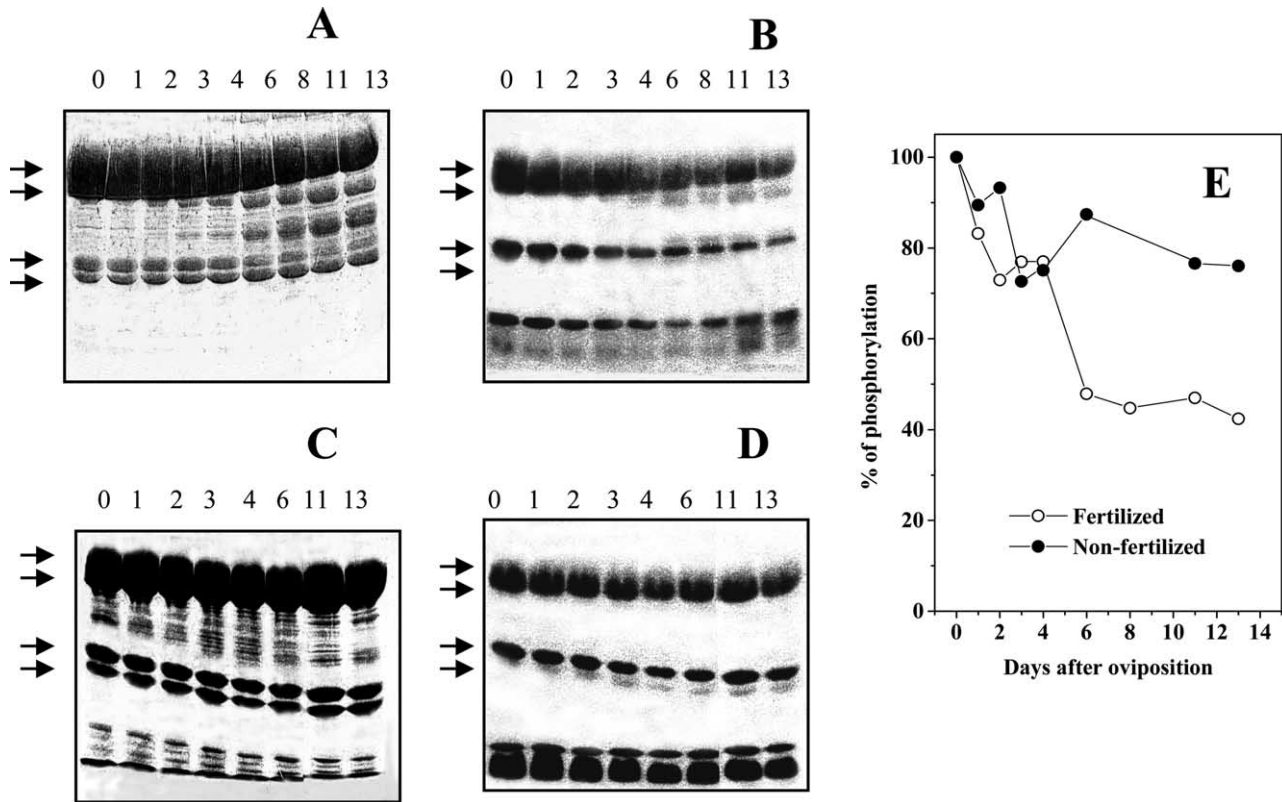 A
0 1 2 3 4 6 8 11 13
B
0 1 2 3 4 6 8 11 13
C
0 1 2 3 4 6 11 13
D
0 1 2 3 4 6 11 13
E
% of phosphorylation
100
80
60
40
20
0
Fertilized
Non-fertilized
0 2 4 6 8 10 12 14
Days after oviposition